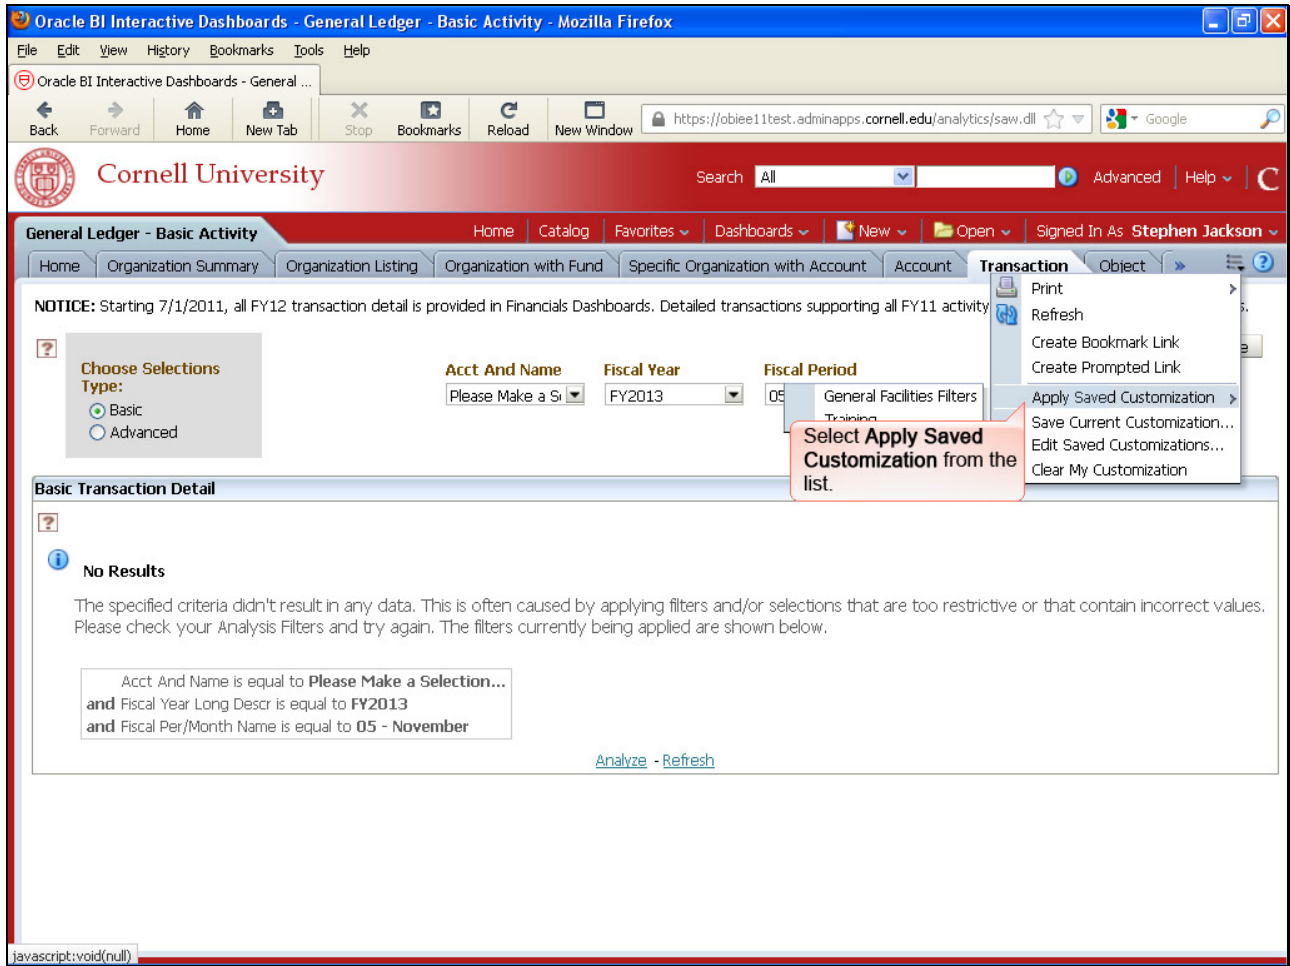 Oracle BI Interactive Dashboards - General Ledger - Basic Activity - Mozilla Firefox
File Edit View History Bookmarks Tools Help
Oracle BI Interactive Dashboards - General ...
Back Forward Home New Tab Stop Bookmarks Reload New Window https://obiee11test.adminapps.cornell.edu/analytics/saw.dll Google
Cornell University Search All Advanced Help C
General Ledger - Basic Activity Home Catalog Favorites Dashboards New Open Signed In As Stephen Jackson
Home Organization Summary Organization Listing Organization with Fund Specific Organization with Account Account Transaction Object »
NOTICE: Starting 7/1/2011, all FY12 transaction detail is provided in Financials Dashboards. Detailed transactions supporting all FY11 activity
Print
Refresh
Create Bookmark Link
Create Prompted Link
Apply Saved Customization
Save Current Customization...
Edit Saved Customizations...
Clear My Customization
Choose Selections
Type:
Basic
Advanced
Acct And Name Fiscal Year Fiscal Period
Please Make a S FY2013 05
General Facilities Filters
Training
Select Apply Saved
Customization from the
list.
Basic Transaction Detail
No Results
The specified criteria didn't result in any data. This is often caused by applying filters and/or selections that are too restrictive or that contain incorrect values.
Please check your Analysis Filters and try again. The filters currently being applied are shown below.
Acct And Name is equal to Please Make a Selection...
and Fiscal Year Long Descr is equal to FY2013
and Fiscal Per/Month Name is equal to 05 - November
Analyze - Refresh
javascript:void(null)